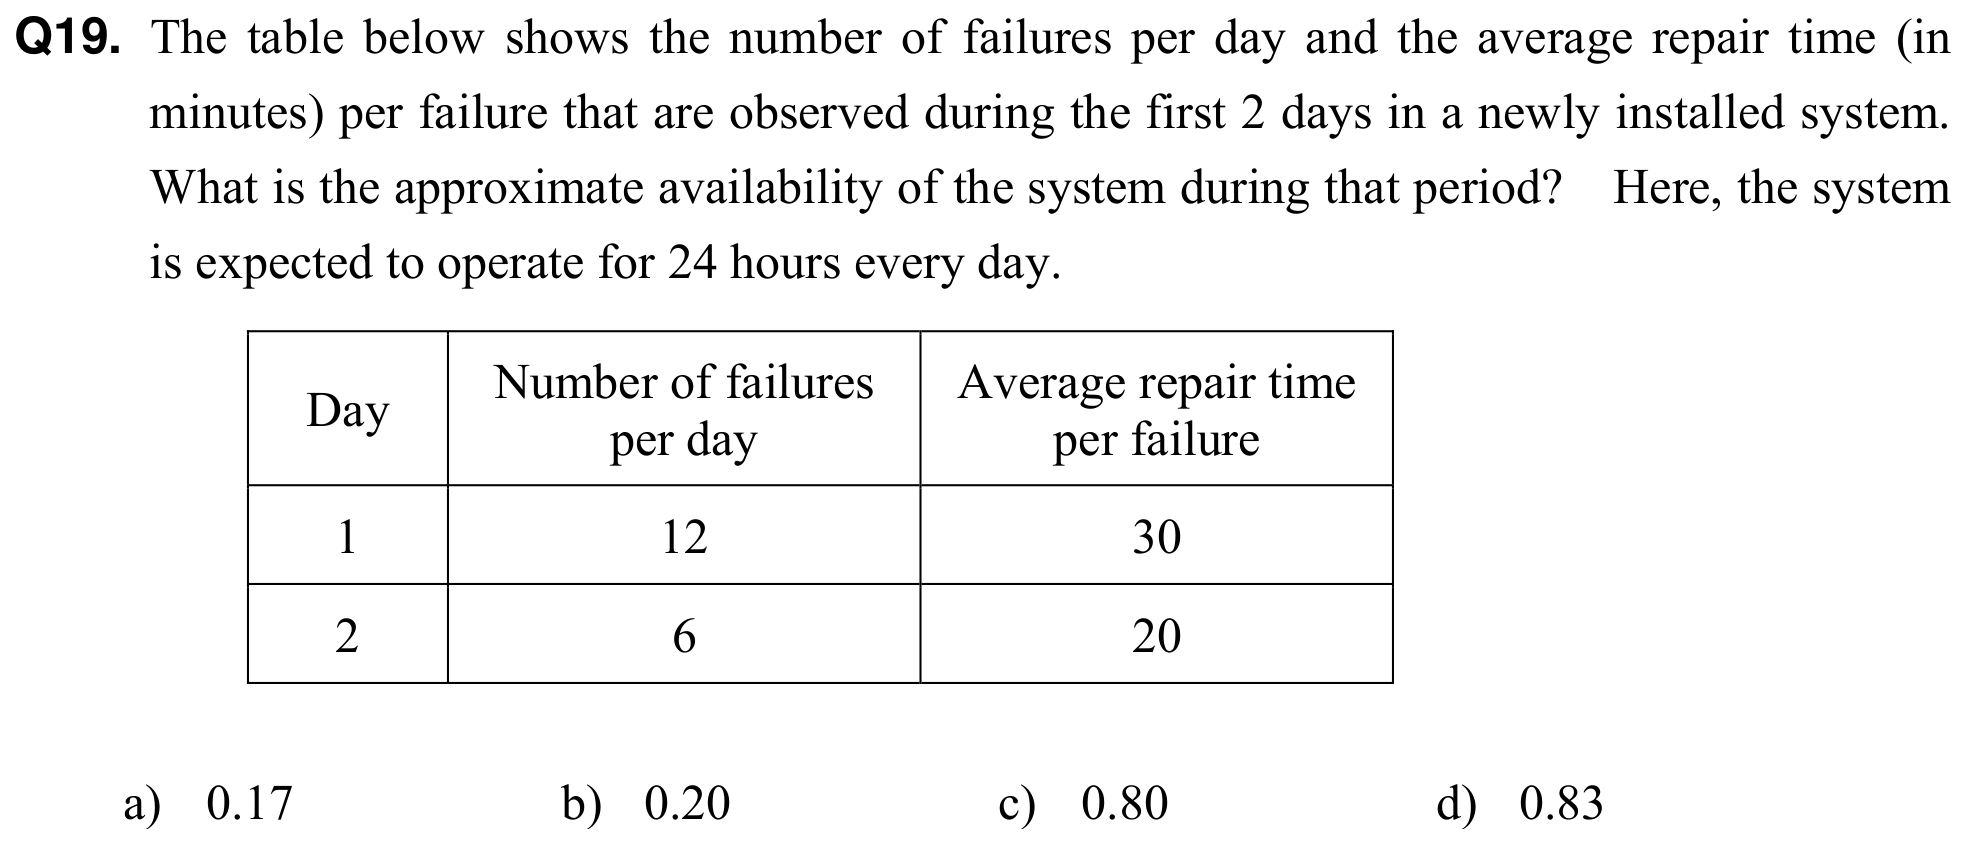 Q19. The table below shows the number of failures per day and the average repair time (in
minutes) per failure that are observed during the first 2 days in a newly installed system.
What is the approximate availability of the system during that period? Here, the system
is expected to operate for 24 hours every day.
Day Number of failures per day Average repair time per failure
1 12 30
2 6 20
a) 0.17 b) 0.20 c) 0.80 d) 0.83